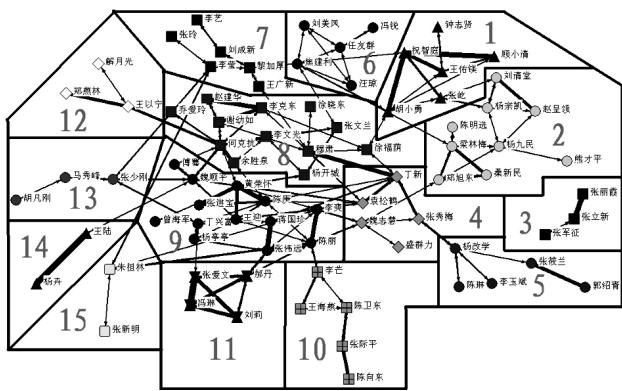 李艺
刘美凤
冯锐
钟志贤
1
张玲
7
刘成新
任友群
祝智庭
顾小清
解月光
李莹
黎加厚
焦建利
6
汪琼
王佑镁
刘清堂
郑燕林
王广新
张屹
王以宁
赵建华
李克东
徐晓东
胡小勇
杨宗凯
赵呈领
乔爱玲
12
谢幼如
张文兰
陈明远
2
李文光
何克抗
8
穆肃
徐福荫
梁林梅
杨九民
熊才平
傅骞
余胜泉
杨开城
郑旭东
桑新民
马秀峰
张少刚
魏顺平
黄荣怀
丁新
13
胡凡刚
张进宝
陈庚
袁松鹤
4
3
张丽霞
曾海军
丁兴富
王迎
蒋国珍
李爽
魏志蓉
张秀梅
张立新
14
王陆
9
杨亭亭
张伟远
陈丽
盛群力
张军征
杨改学
张筱兰
朱祖林
张爱文
郁丹
李芒
杨卉
陈琳
李玉斌
5
郭绍青
冯琳
刘莉
王海燕
陈卫东
15
张新明
11
10
张际平
陈向东